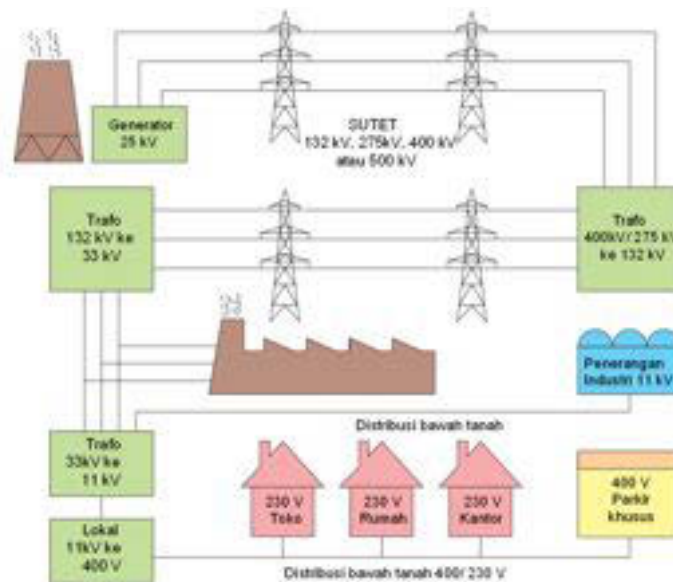 Generator
25 kV
SUTET
132 kV, 275kV, 400 kV
atau 500 kV
Trafo
132 kV ke
33 kV
Trafo
400kV/ 275 kV
ke 132 kV
Penerangan
Industri 11 kV
Distribusi bawah tanah
Trafo
33kV ke
11 kV
230 V
Toko
230 V
Rumah
230 V
Kantor
400 V
Parkir
khusus
Lokal
11kV ke
400 V
Distribusi bawah tanah 400/ 230 V